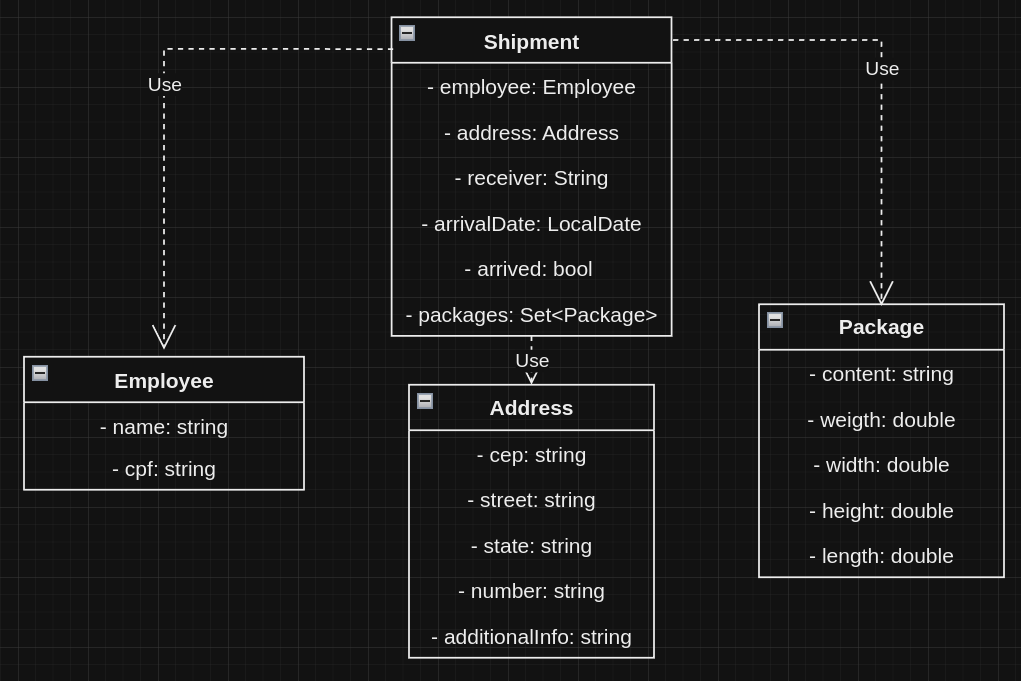 Use
Shipment
- employee: Employee
- address: Address
- receiver: String
- arrivalDate: LocalDate
- arrived: bool
- packages: Set<Package>
Use
Use
Employee
- name: string
- cpf: string
Address
- cep: string
- street: string
- state: string
- number: string
- additionalInfo: string
Package
- content: string
- weigth: double
- width: double
- height: double
- length: double